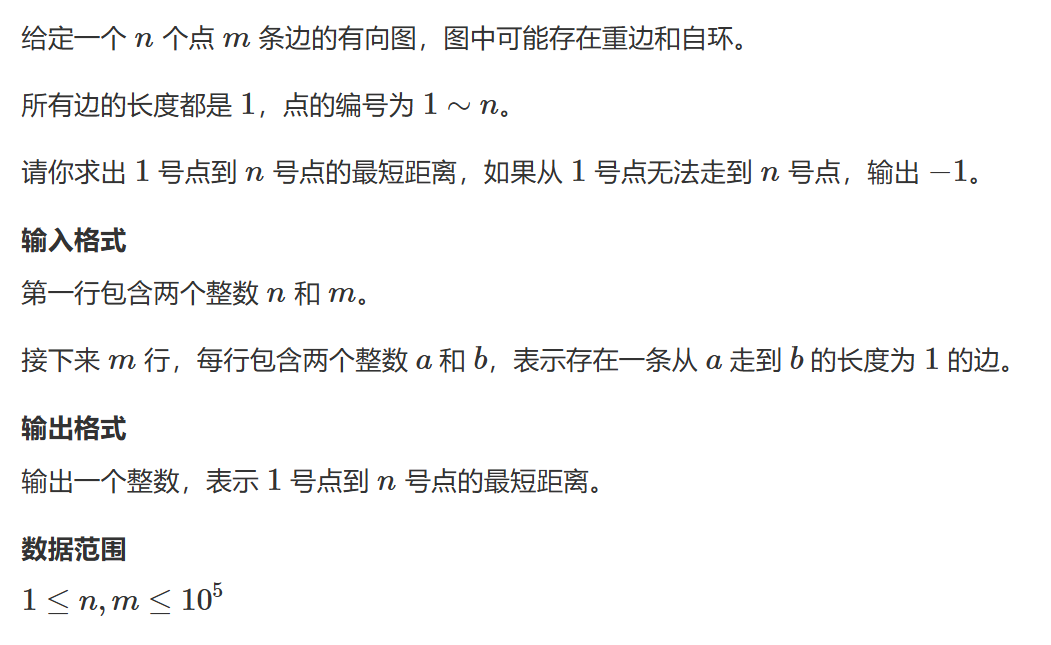 给定一个 n 个点 m 条边的有向图，图中可能存在重边和自环。
所有边的长度都是 1，点的编号为 1 ∼ n。
请你求出 1 号点到 n 号点的最短距离，如果从 1 号点无法走到 n 号点，输出 −1。
输入格式
第一行包含两个整数 n 和 m。
接下来 m 行，每行包含两个整数 a 和 b，表示存在一条从 a 走到 b 的长度为 1 的边。
输出格式
输出一个整数，表示 1 号点到 n 号点的最短距离。
数据范围
1 ≤ n, m ≤ 10⁵